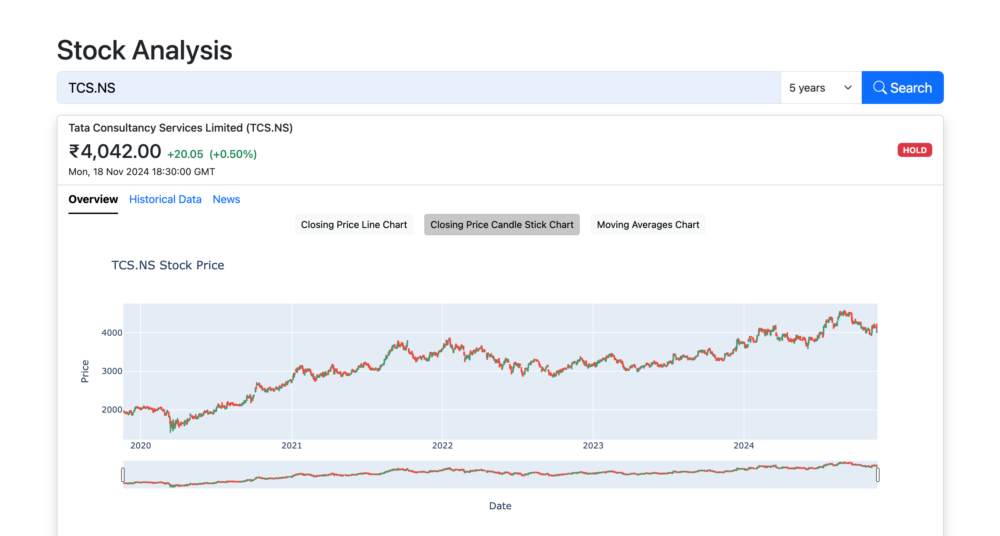 Stock Analysis
TCS.NS
5 years
Search
Tata Consultancy Services Limited (TCS.NS)
₹4,042.00 +20.05 (+0.50%)
HOLD
Mon, 18 Nov 2024 18:30:00 GMT
Overview Historical Data News
Closing Price Line Chart Closing Price Candle Stick Chart Moving Averages Chart
TCS.NS Stock Price
4000
3000
2000
Price
2020 2021 2022 2023 2024
Date